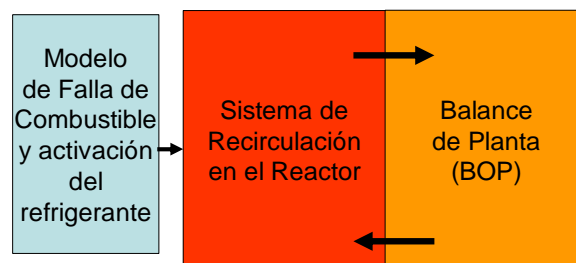 Modelo
de Falla de
Combustible
y activación
del
refrigerante
Sistema de
Recirculación
en el Reactor
Balance
de Planta
(BOP)